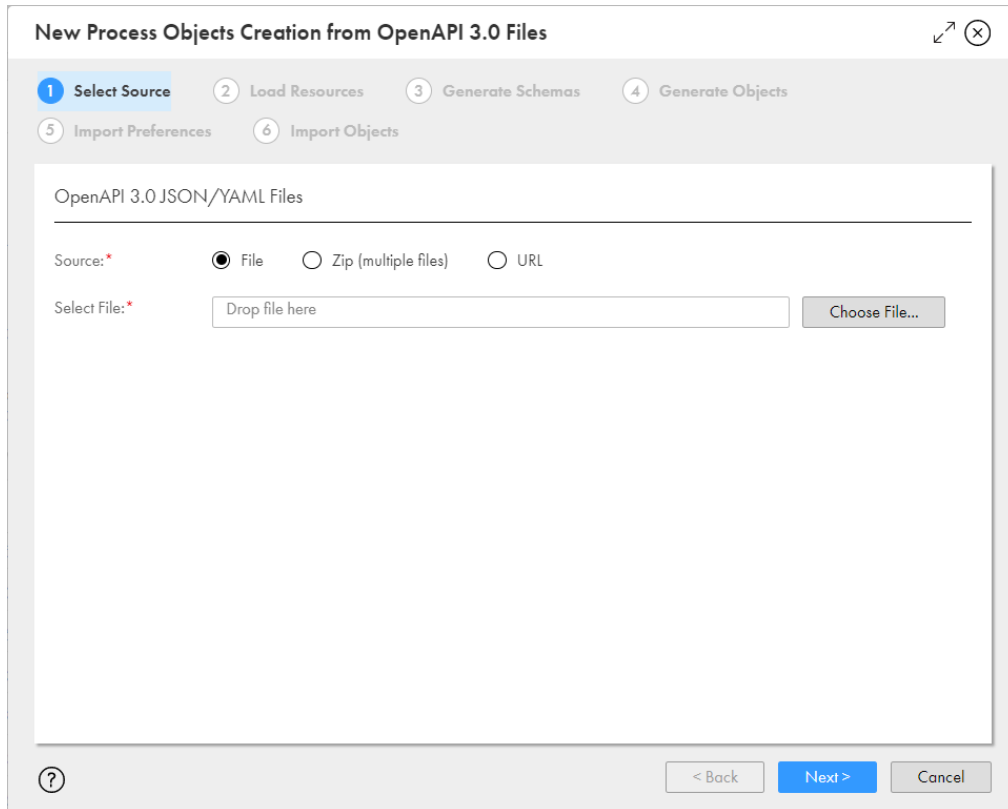 New Process Objects Creation from OpenAPI 3.0 Files
1 Select Source 2 Load Resources 3 Generate Schemas 4 Generate Objects
5 Import Preferences 6 Import Objects
OpenAPI 3.0 JSON/YAML Files
Source:* File Zip (multiple files) URL
Select File:* Drop file here Choose File...
? < Back Next > Cancel